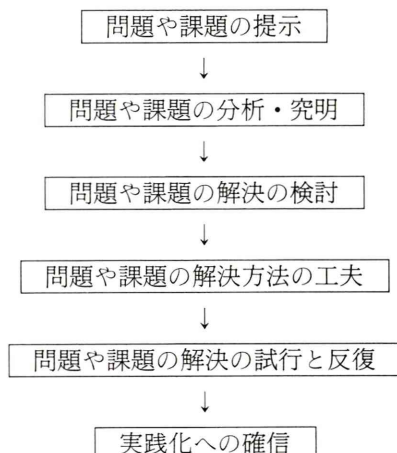 問題や課題の提示
↓
問題や課題の分析・究明
↓
問題や課題の解決の検討
↓
問題や課題の解決方法の工夫
↓
問題や課題の解決の試行と反復
↓
実践化への確信